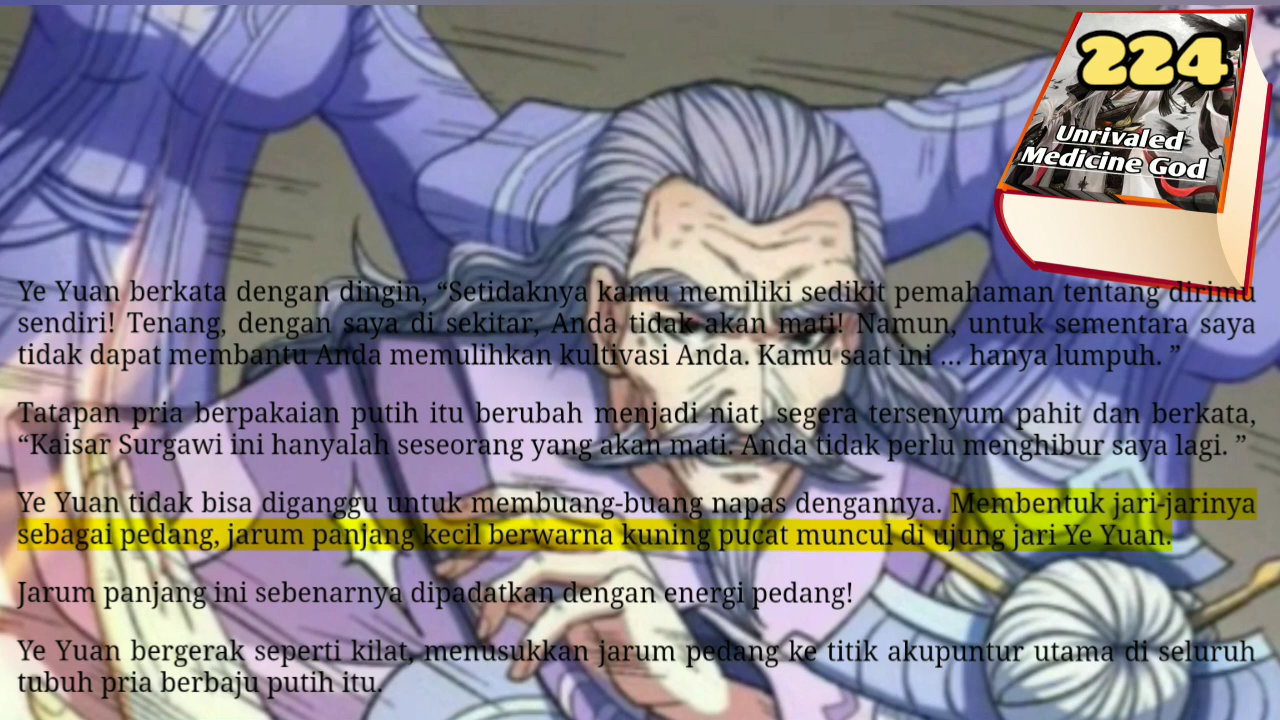 224
Unrivaled
Medicine God
Ye Yuan berkata dengan dingin, “Setidaknya kamu memiliki sedikit pemahaman tentang dirimu
sendiri! Tenang, dengan saya di sekitar, Anda tidak akan mati! Namun, untuk sementara saya
tidak dapat membantu Anda memulihkan kultivasi Anda. Kamu saat ini ... hanya lumpuh. ”
Tatapan pria berpakaian putih itu berubah menjadi niat, segera tersenyum pahit dan berkata,
“Kaisar Surgawi ini hanyalah seseorang yang akan mati. Anda tidak perlu menghibur saya lagi. ”
Ye Yuan tidak bisa diganggu untuk membuang-buang napas dengannya. Membentuk jari-jarinya
sebagai pedang, jarum panjang kecil berwarna kuning pucat muncul di ujung jari Ye Yuan.
Jarum panjang ini sebenarnya dipadatkan dengan energi pedang!
Ye Yuan bergerak seperti kilat, menusukkan jarum pedang ke titik akupuntur utama di seluruh
tubuh pria berbaju putih itu.